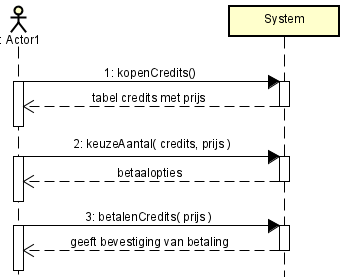 : Actor1
System
1: kopenCredits()
tabel credits met prijs
2: keuzeAantal( credits, prijs )
betaalopties
3: betalenCredits( prijs )
geeft bevestiging van betaling